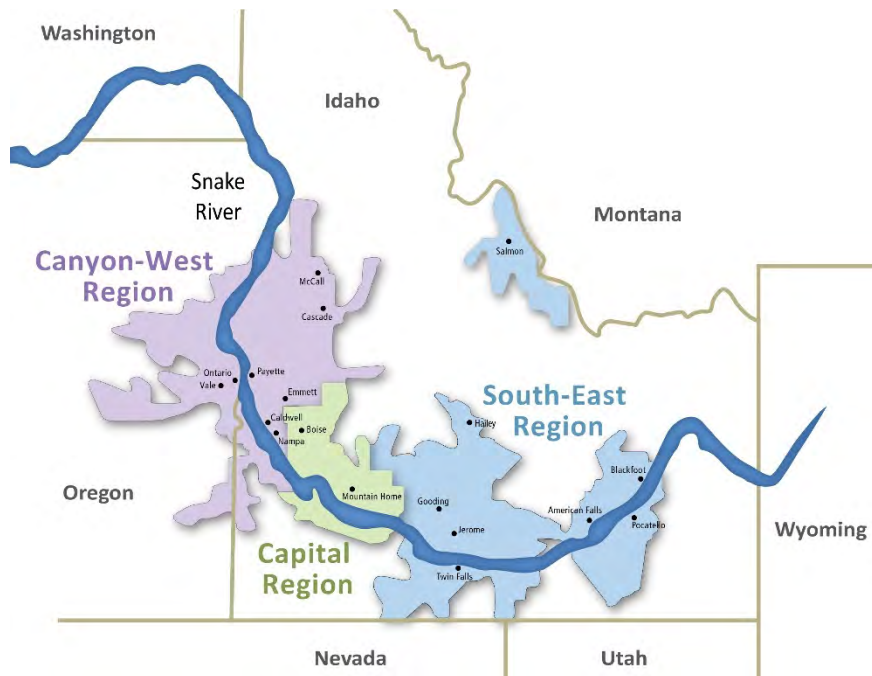 Washington
Idaho
Snake
River
Montana
Salmon
Canyon-West
Region
McCall
Cascade
Ontario
Payette
Vale
Emmett
South-East
Region
Caldwell
Boise
Hailey
Nampa
Blackfoot
Oregon
Mountain Home
Gooding
American Falls
Pocatello
Wyoming
Jerome
Capital
Region
Twin Falls
Nevada
Utah